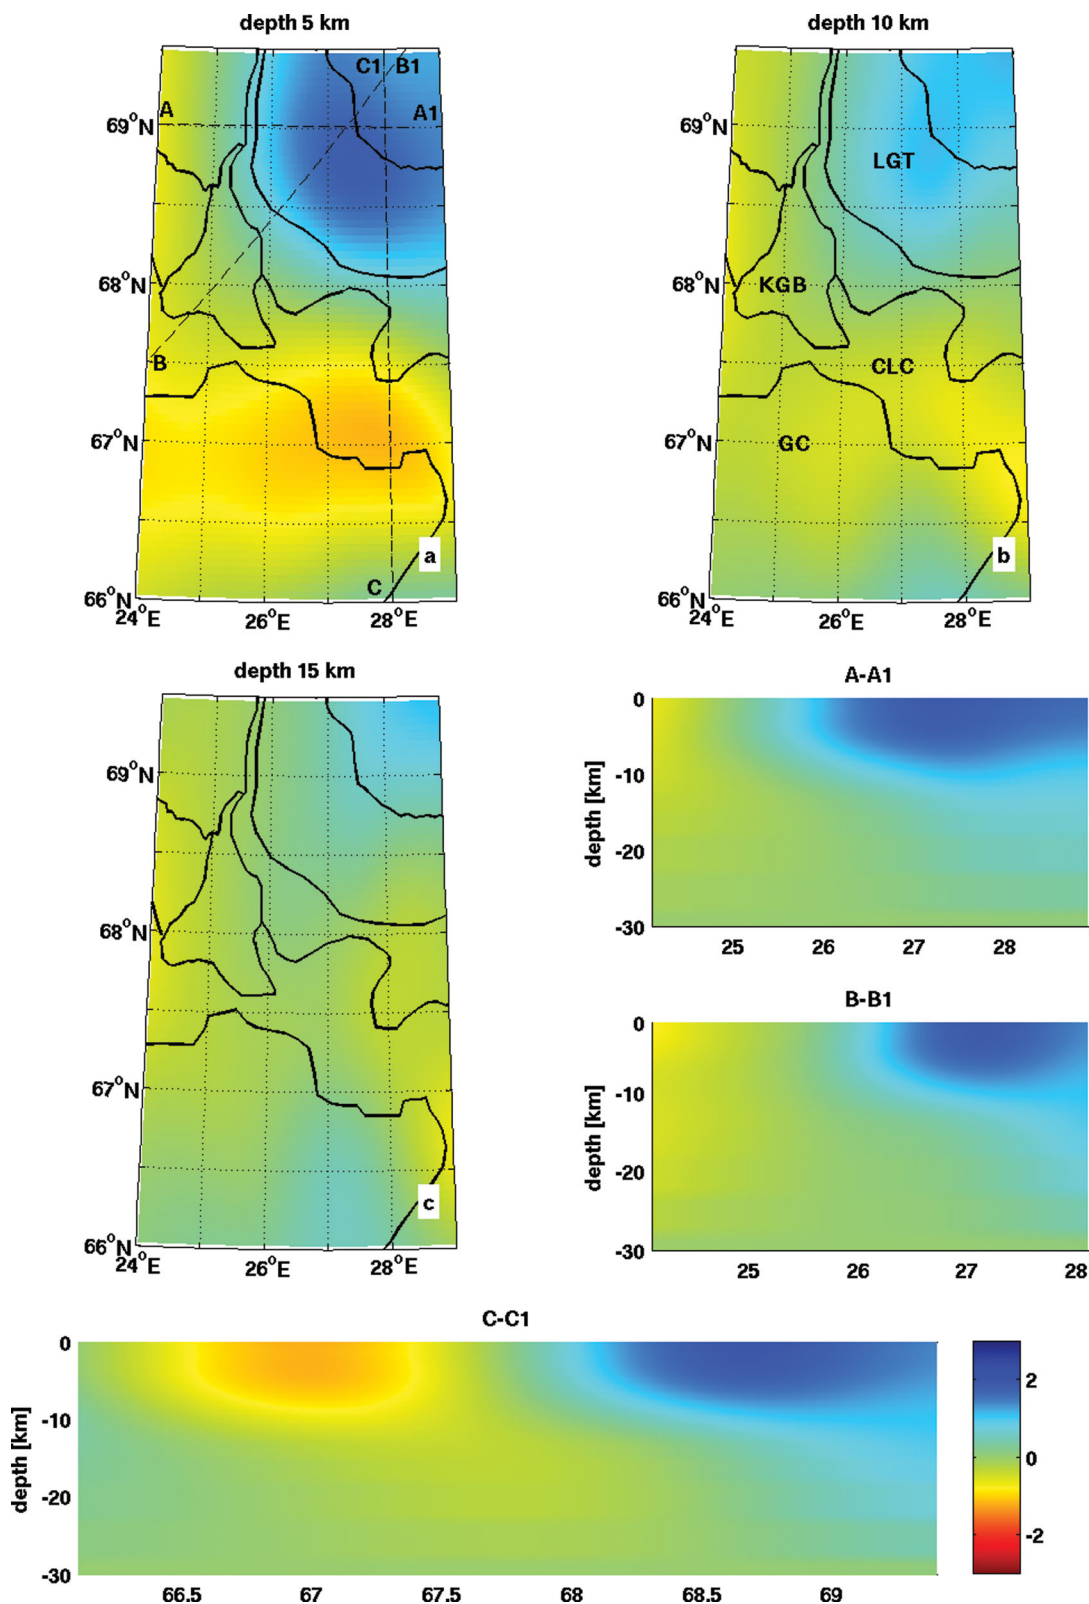 depth 5 km
C1 B1
A
A1
69°N
68°N
B
67°N
a
C
66°N
24°E 26°E 28°E
depth 10 km
69°N
LGT
68°N
KGB
CLC
67°N
GC
b
66°N
24°E 26°E 28°E
depth 15 km
69°N
68°N
67°N
c
66°N
24°E 26°E 28°E
A-A1
0
-10
-20
-30
depth [km]
25 26 27 28
B-B1
0
-10
-20
-30
depth [km]
25 26 27 28
C-C1
0
-10
-20
-30
depth [km]
66.5 67 67.5 68 68.5 69
2
0
-2